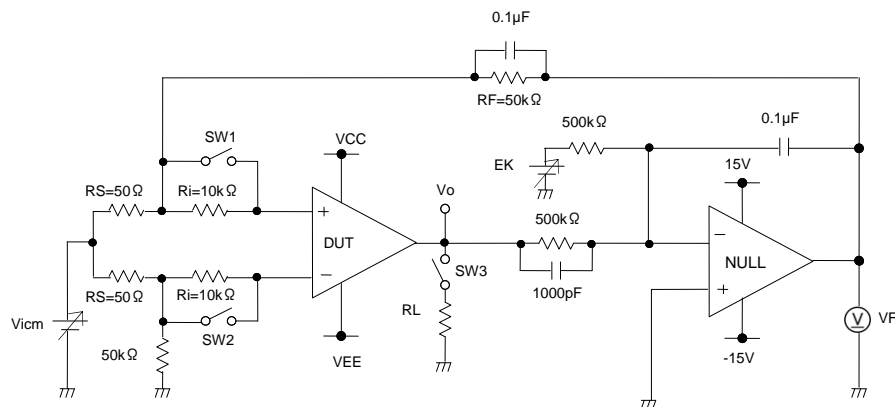 0.1µF
RF=50kΩ
SW1
VCC
500kΩ
0.1µF
EK
15V
RS=50Ω
Ri=10kΩ
Vo
500kΩ
+
DUT
−
−
NULL
+
SW3
1000pF
RS=50Ω
Ri=10kΩ
Vicm
SW2
RL
V
VF
50kΩ
VEE
-15V